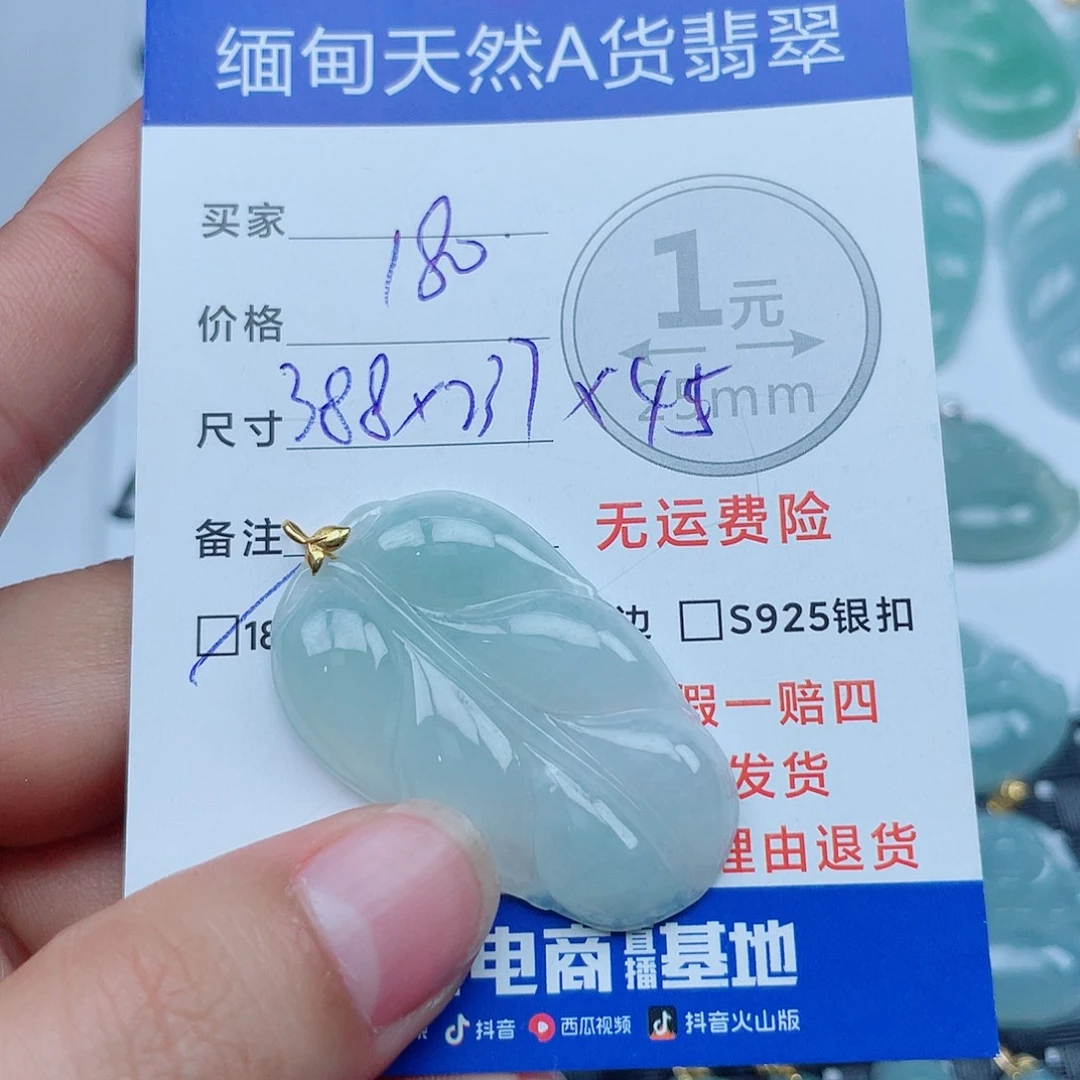 缅甸天然A货翡翠
买家
180
价格
1元
尺寸 388×237×45
25mm
备注
无运费险
18
边 S925银扣
假一赔四
发货
理由退货
电商直播基地
抖音 西瓜视频 抖音火山版